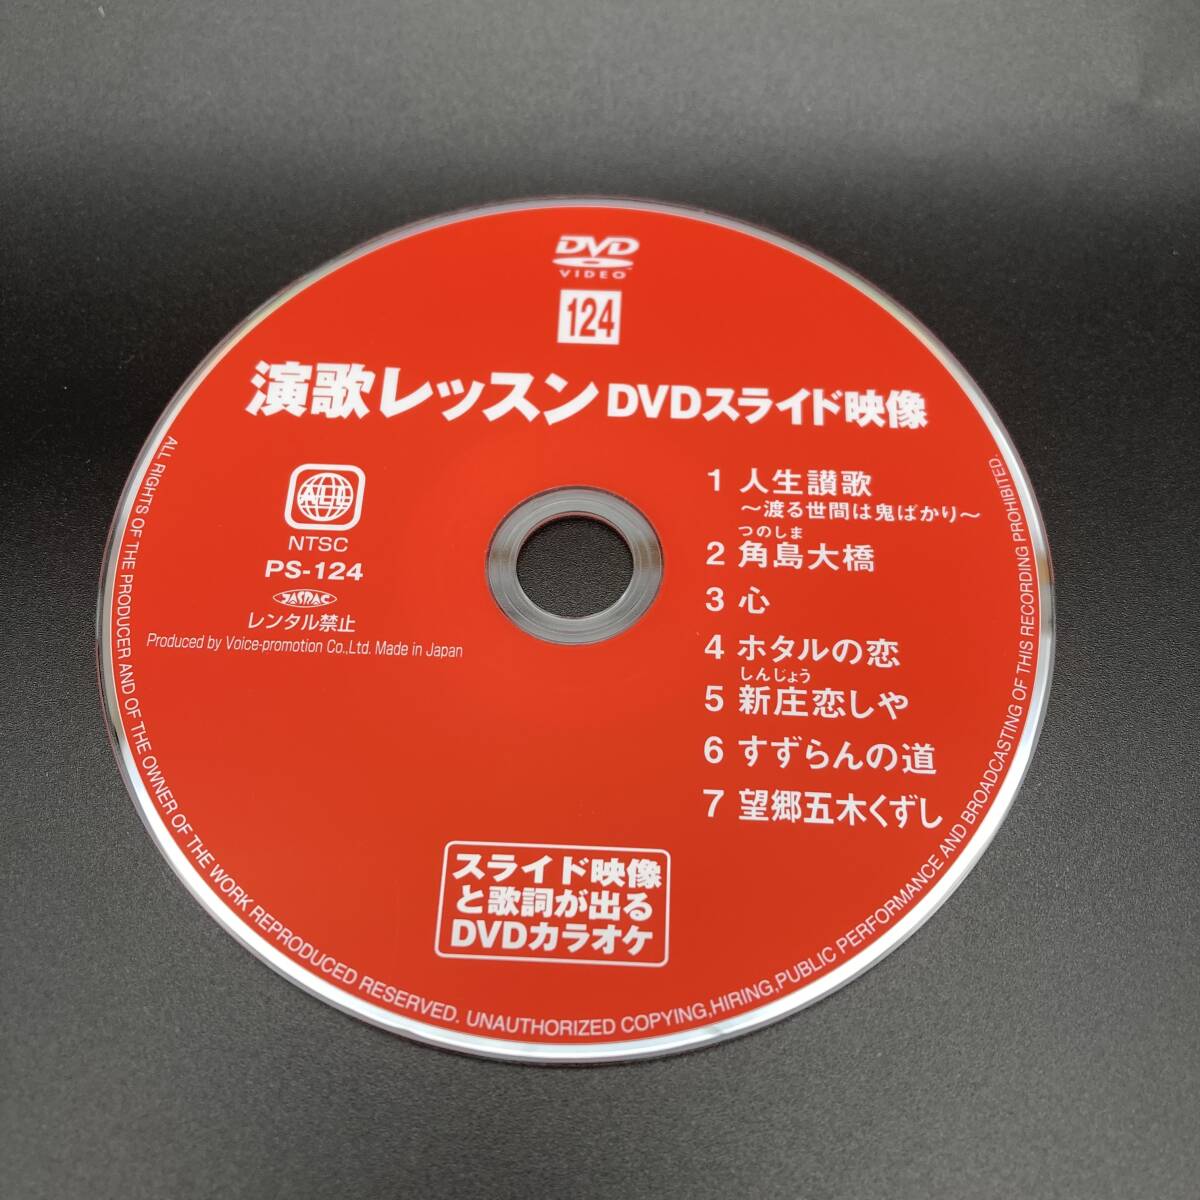 DVD
VIDEO
124
演歌レッスン DVDスライド映像
ALL
NTSC
PS-124
JASRAC
レンタル禁止
Produced by Voice-promotion Co.,Ltd. Made in Japan
1 人生讃歌
～渡る世間は鬼ばかり～
つのしま
2 角島大橋
3 心
4 ホタルの恋
しんじょう
5 新庄恋しや
6 すずらんの道
7 望郷五木くずし
スライド映像
と歌詞が出る
DVDカラオケ
ALL RIGHTS OF THE PRODUCER AND OF THE OWNER OF THE WORK REPRODUCED RESERVED. UNAUTHORIZED COPYING,HIRING,PUBLIC PERFORMANCE AND BROADCASTING OF THIS RECORDING PROHIBITED.